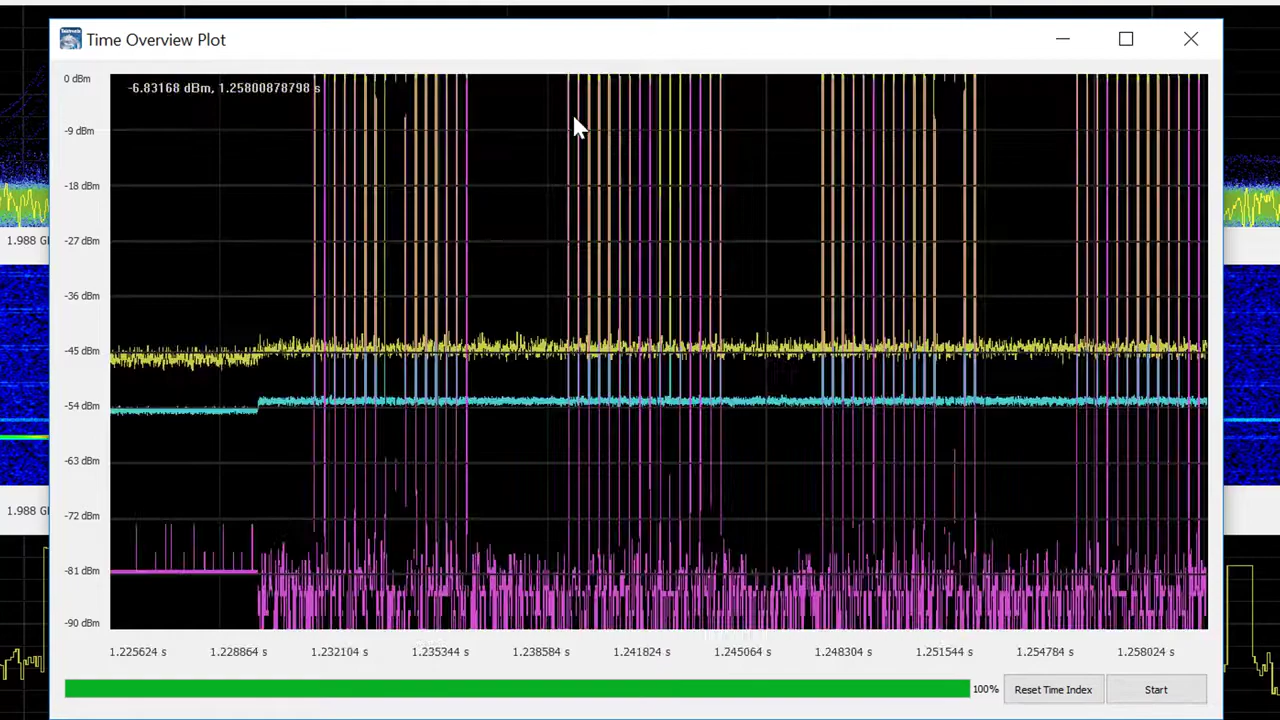 Time Overview Plot
0 dBm
-6.83168 dBm, 1.25800878798 s
-9 dBm
-18 dBm
1.988 G
-27 dBm
-36 dBm
-45 dBm
-54 dBm
-63 dBm
1.988 G
-72 dBm
-81 dBm
-90 dBm
1.225624 s 1.228864 s 1.232104 s 1.235344 s 1.238584 s 1.241824 s 1.245064 s 1.248304 s 1.251544 s 1.254784 s 1.258024 s
100% Reset Time Index Start